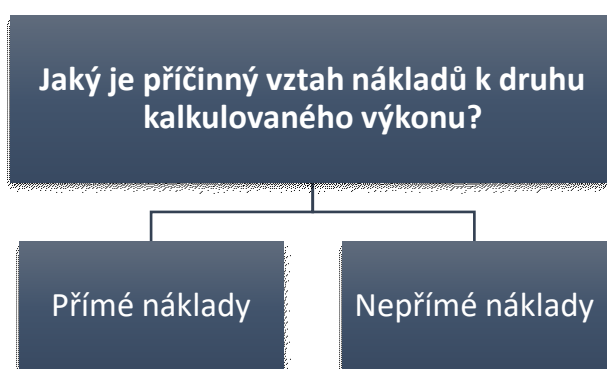 Jaký je příčinný vztah nákladů k druhu
kalkulovaného výkonu?
Přímé náklady
Nepřímé náklady